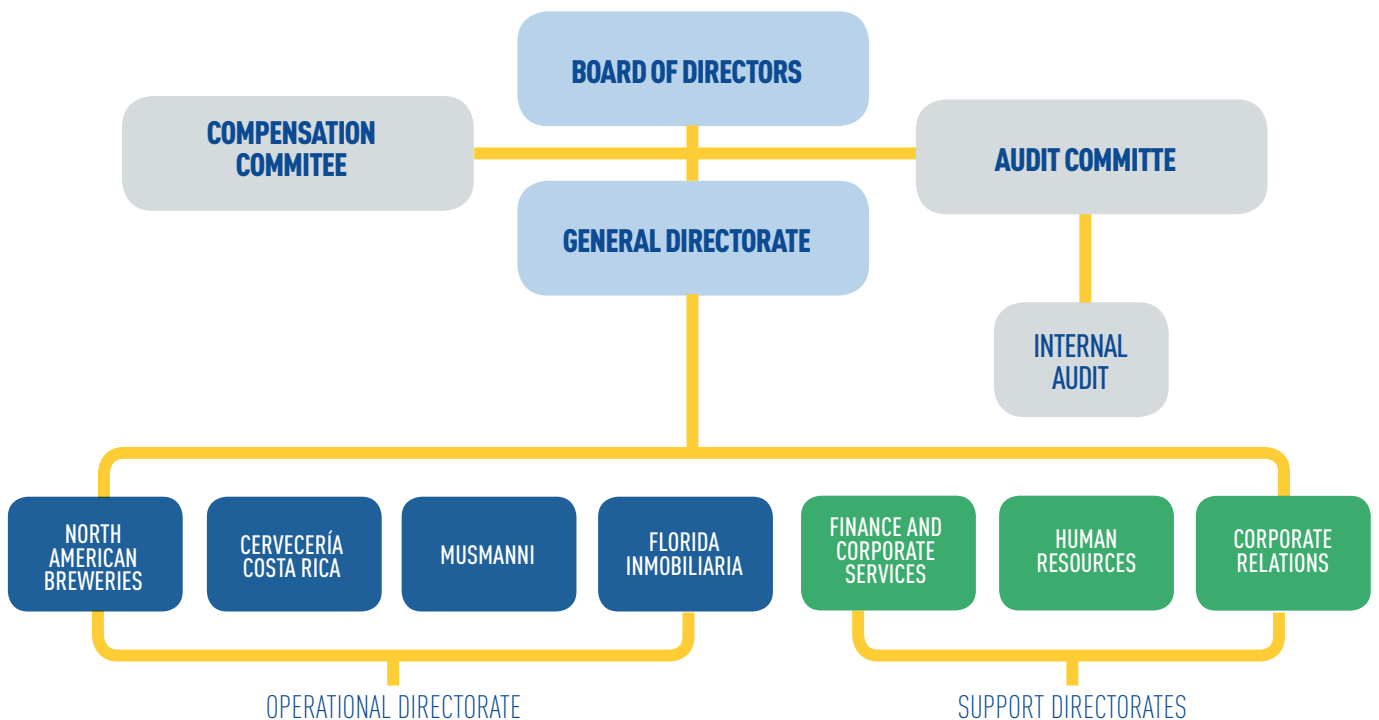 BOARD OF DIRECTORS
COMPENSATION
COMMITEE
AUDIT COMMITTE
GENERAL DIRECTORATE
INTERNAL
AUDIT
NORTH
AMERICAN
BREWERIES
CERVECERÍA
COSTA RICA
MUSMANNI
FLORIDA
INMOBILIARIA
FINANCE AND
CORPORATE
SERVICES
HUMAN
RESOURCES
CORPORATE
RELATIONS
OPERATIONAL DIRECTORATE
SUPPORT DIRECTORATES